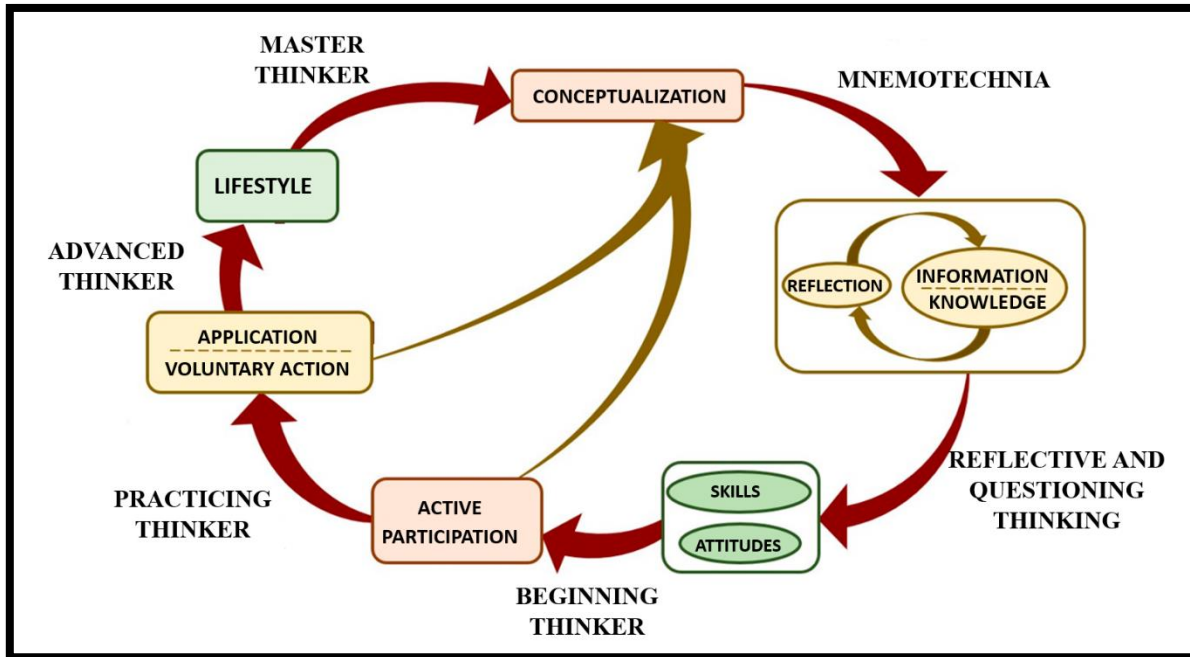 MASTER
THINKER
CONCEPTUALIZATION
MNEMOTECHNIA
LIFESTYLE
REFLECTION
INFORMATION
KNOWLEDGE
ADVANCED
THINKER
APPLICATION
VOLUNTARY ACTION
REFLECTIVE AND
QUESTIONING
THINKING
SKILLS
ATTITUDES
ACTIVE
PARTICIPATION
PRACTICING
THINKER
BEGINNING
THINKER